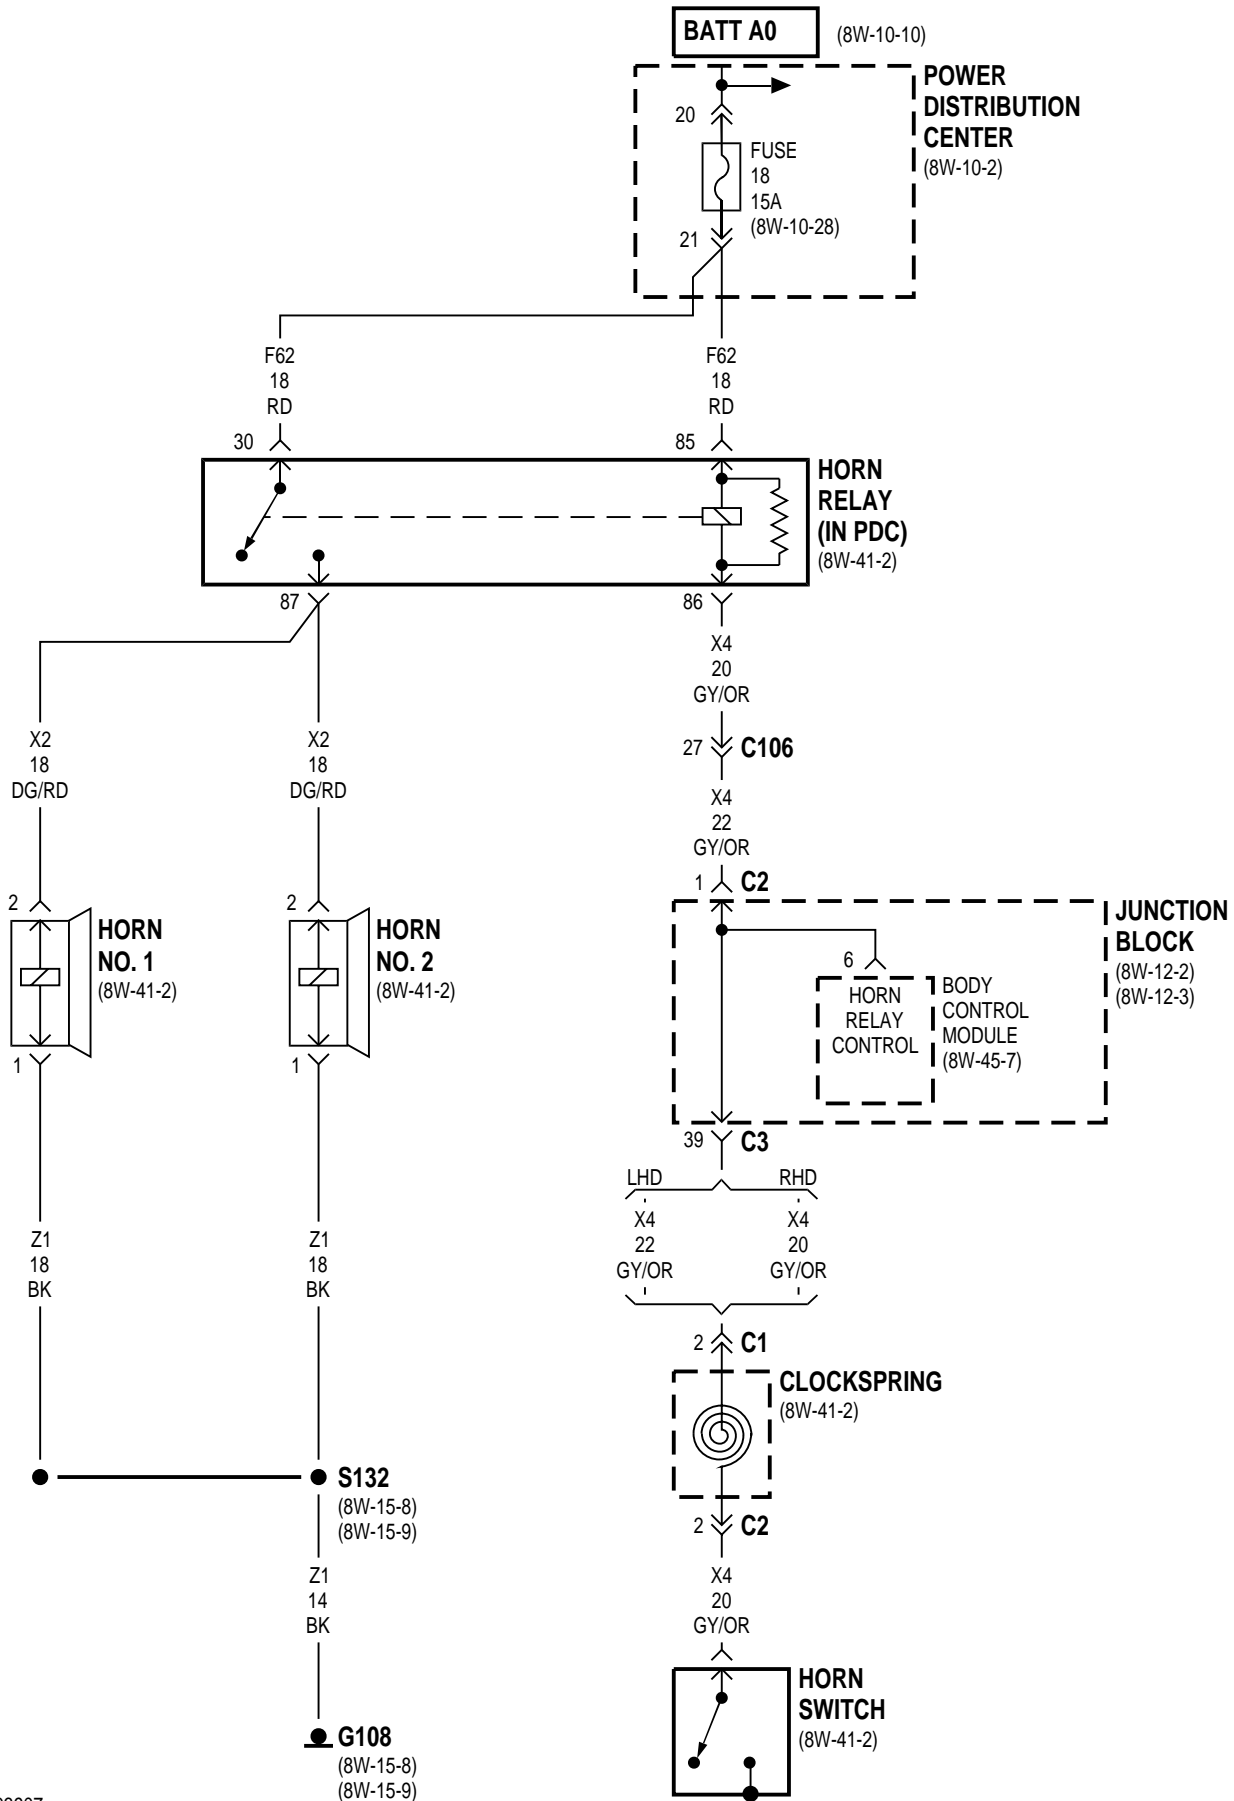 BATT A0
(8W-10-10)
POWER
DISTRIBUTION
CENTER
(8W-10-2)
20
FUSE
18
15A
(8W-10-28)
21
F62
18
RD
F62
18
RD
30
85
HORN
RELAY
(IN PDC)
(8W-41-2)
87
86
X4
20
GY/OR
X2
18
DG/RD
X2
18
DG/RD
27
C106
X4
22
GY/OR
1
C2
2
HORN
NO. 1
(8W-41-2)
1
2
HORN
NO. 2
(8W-41-2)
1
JUNCTION
BLOCK
(8W-12-2)
(8W-12-3)
6
HORN
RELAY
CONTROL
BODY
CONTROL
MODULE
(8W-45-7)
39
C3
LHD
RHD
X4
22
GY/OR
X4
20
GY/OR
Z1
18
BK
Z1
18
BK
2
C1
CLOCKSPRING
(8W-41-2)
S132
(8W-15-8)
(8W-15-9)
2
C2
Z1
14
BK
X4
20
GY/OR
HORN
SWITCH
(8W-41-2)
G108
(8W-15-8)
(8W-15-9)